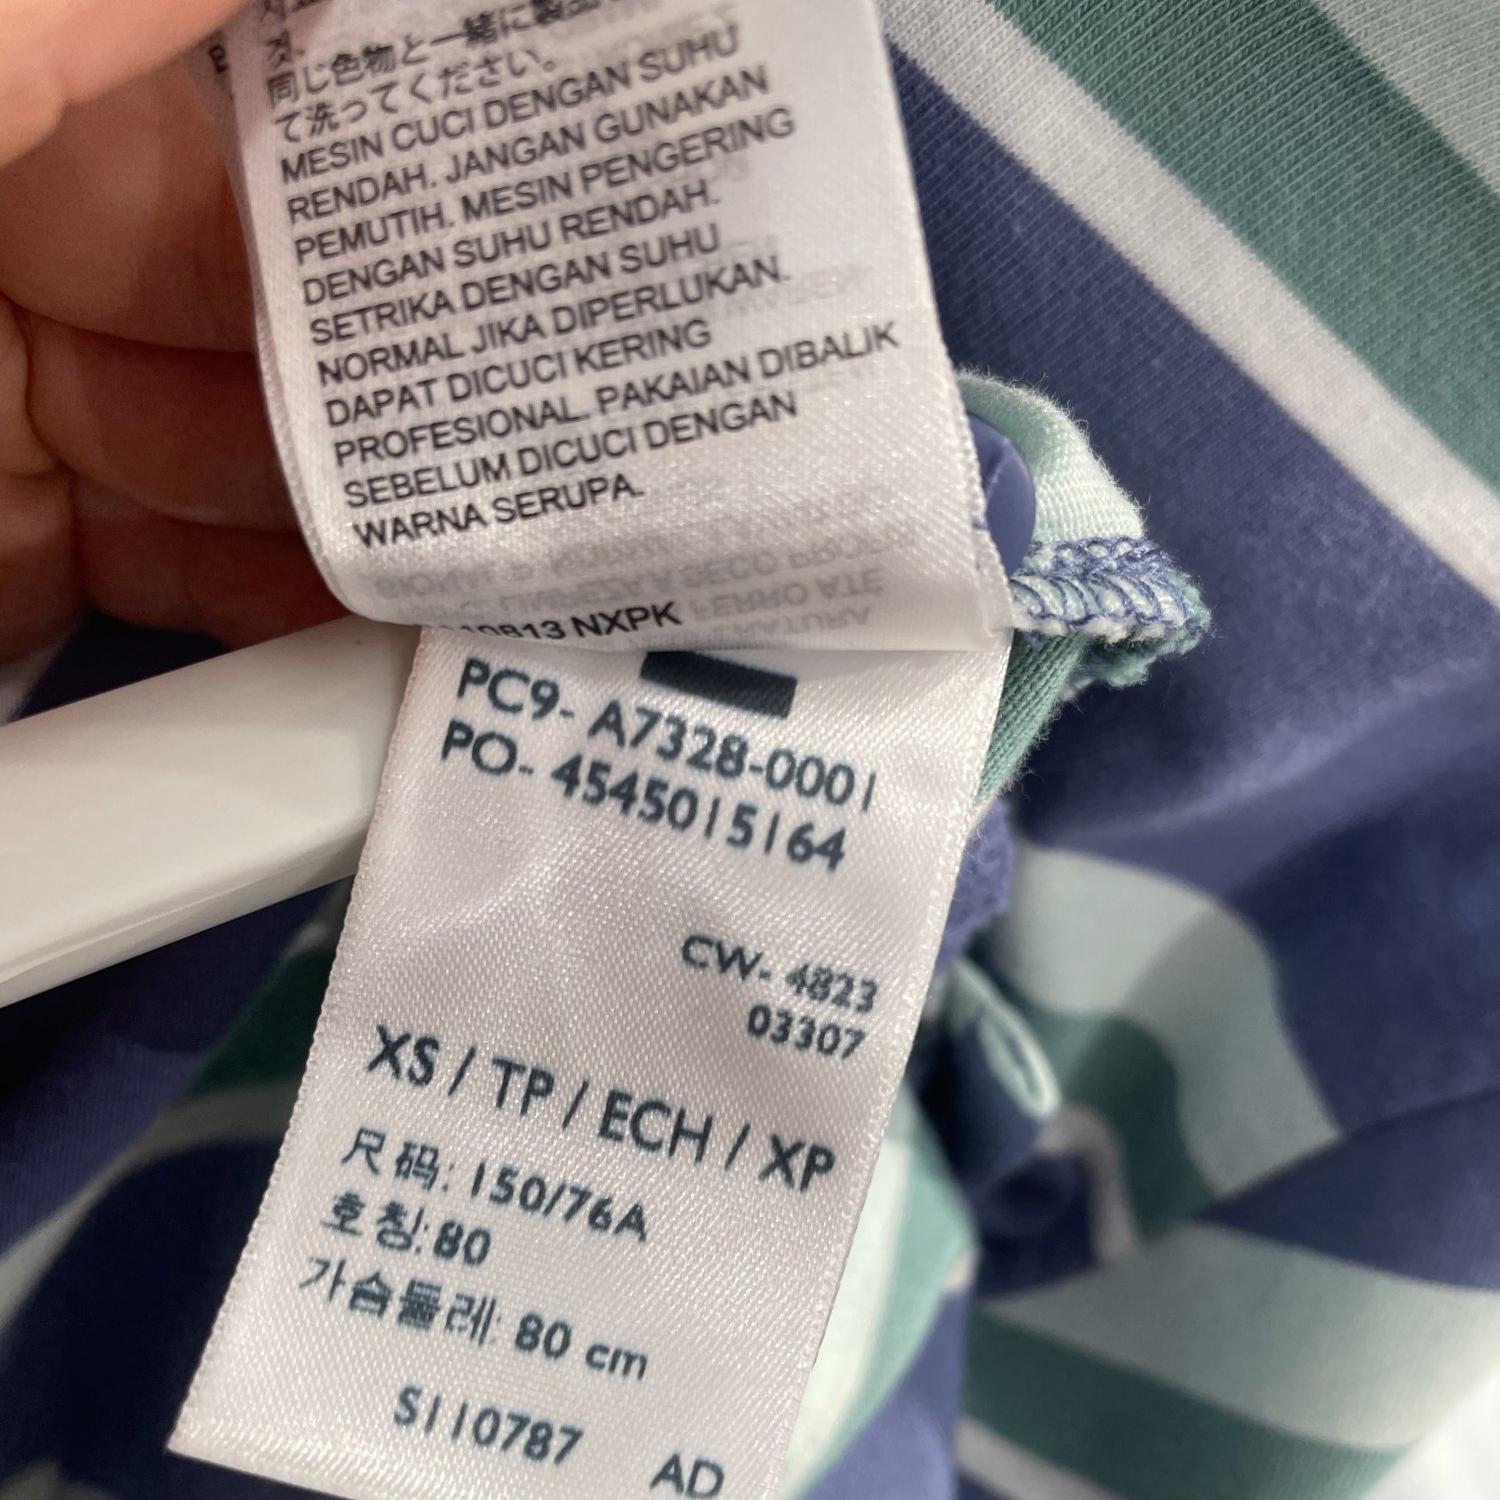 同じ色物と一緒に
て洗ってください。
MESIN CUCI DENGAN SUHU
RENDAH. JANGAN GUNAKAN
PEMUTIH. MESIN PENGERING
DENGAN SUHU RENDAH.
SETRIKA DENGAN SUHU
NORMAL JIKA DIPERLUKAN.
DAPAT DICUCI KERING
PROFESIONAL. PAKAIAN DIBALIK
SEBELUM DICUCI DENGAN
WARNA SERUPA.
NXPK
PC9- A7328-0001
PO- 4545015164
CW- 4823
03307
XS / TP / ECH / XP
尺码: 150/76A
호칭: 80
가슴둘레: 80 cm
S110787 AD